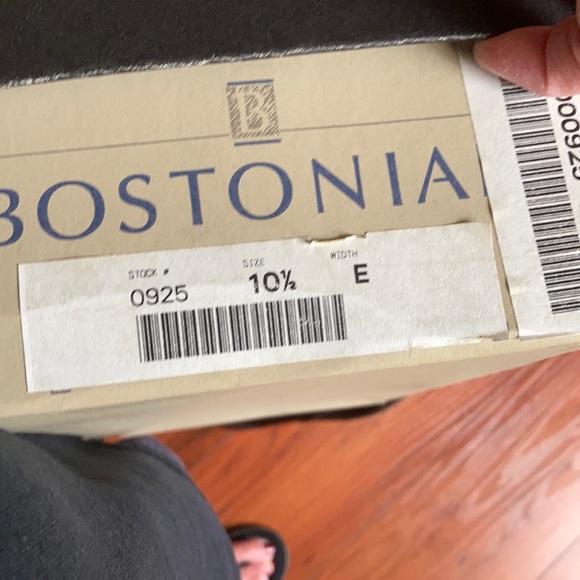 B
BOSTONIA
STOCK # SIZE WIDTH
0925 10½ E